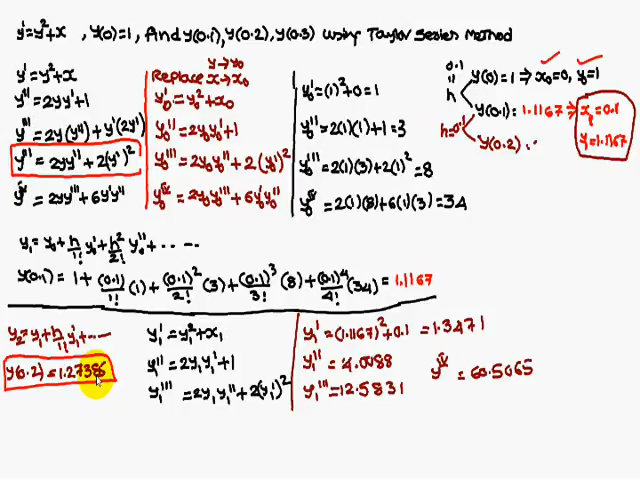 y' = y² + x , y(0) = 1, And y(0.1), y(0.2), y(0.3) Using Taylor Series Method
y' = y² + x
y'' = 2yy' + 1
y''' = 2y(y'') + y'(2y')
y''' = 2yy'' + 2(y')²
yⁱᵛ = 2yy''' + 6y'y''
y → y₀
Replace x → x₀
y₀' = y₀² + x₀
y₀'' = 2y₀y₀' + 1
y₀''' = 2y₀y₀'' + 2(y₀')²
y₀ⁱᵛ = 2y₀y₀''' + 6y₀'y₀''
y₀' = (1)² + 0 = 1
y₀'' = 2(1)(1) + 1 = 3
y₀''' = 2(1)(3) + 2(1)² = 8
y₀ⁱᵛ = 2(1)(8) + 6(1)(3) = 34
0.1
"
h
y(0) = 1 ⇒ x₀ = 0, y₀ = 1
y(0.1) = 1.1167 ⇒ x₁ = 0.1
y₁ = 1.1167
h = 0.1
y(0.2) :
y₁ = y₀ + h/1! y₀' + h²/2! y₀'' + .... ...
y(0.1) = 1 + (0.1)/1! (1) + (0.1)²/2! (3) + (0.1)³/3! (8) + (0.1)⁴/4! (34) = 1.1167
y₂ = y₁ + h/1! y₁' + .....
y(0.2) = 1.27385
y₁' = y₁² + x₁
y₁'' = 2y₁y₁' + 1
y₁''' = 2y₁y₁'' + 2(y₁')²
y₁' = (1.1167)² + 0.1 = 1.3471
y₁'' = 4.0088
y₁''' = 12.5831
yⁱᵛ = 60.5065